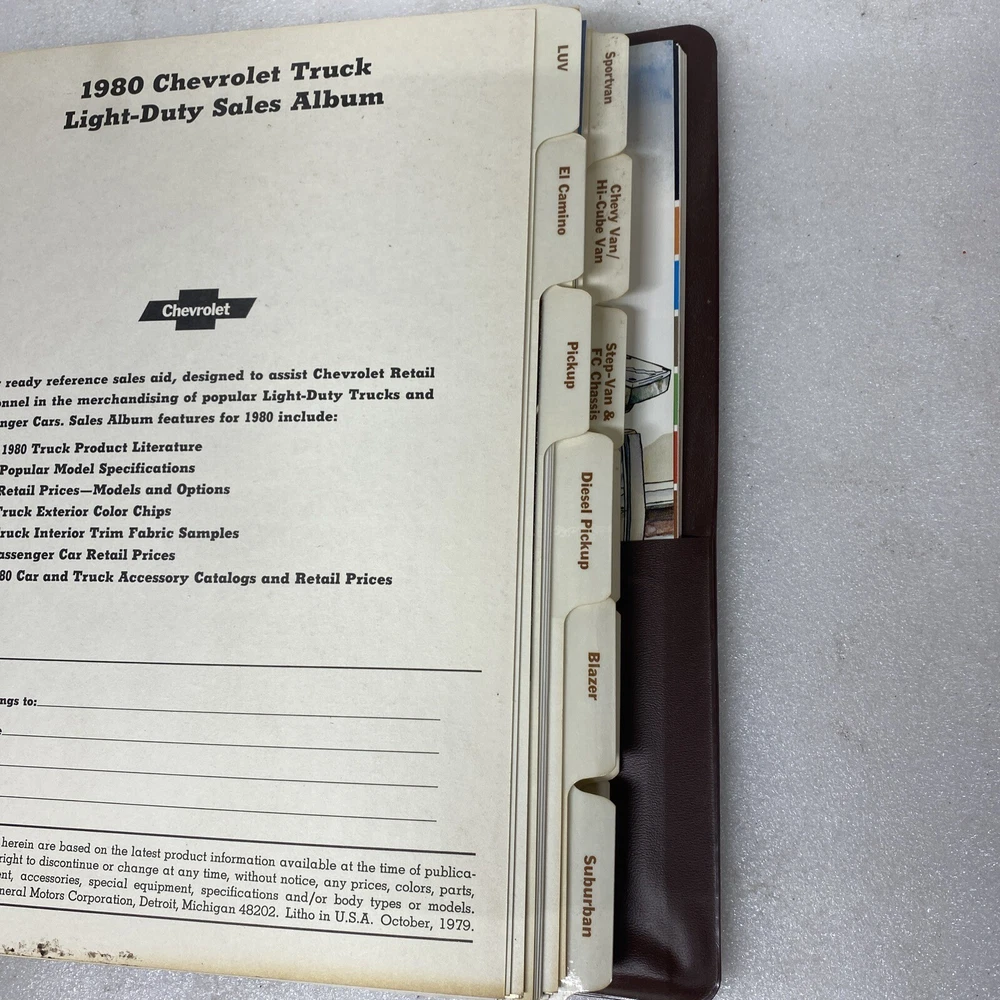 1980 Chevrolet Truck
Light-Duty Sales Album
Chevrolet
ready reference sales aid, designed to assist Chevrolet Retail
onnel in the merchandising of popular Light-Duty Trucks and
nger Cars. Sales Album features for 1980 include:
1980 Truck Product Literature
Popular Model Specifications
Retail Prices—Models and Options
Truck Exterior Color Chips
ruck Interior Trim Fabric Samples
assenger Car Retail Prices
80 Car and Truck Accessory Catalogs and Retail Prices
ngs to:
herein are based on the latest product information available at the time of publica-
right to discontinue or change at any time, without notice, any prices, colors, parts,
ent, accessories, special equipment, specifications and/or body types or models.
neral Motors Corporation, Detroit, Michigan 48202. Litho in U.S.A. October, 1979.
LUV
El Camino
Pickup
Diesel Pickup
Blazer
Suburban
Sportvan
Chevy Van/
Hi-Cube Van
Step-Van &
FC Chassis